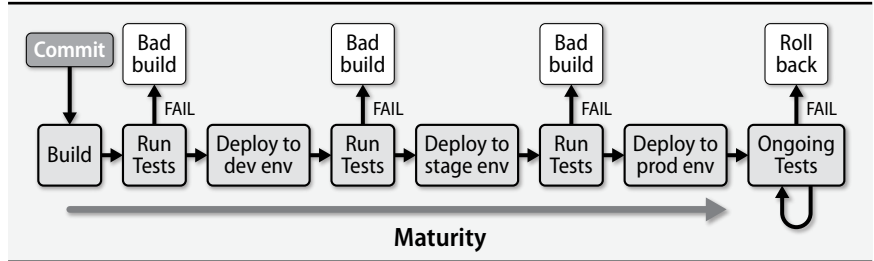 Commit
Bad
build
Bad
build
Bad
build
Roll
back
FAIL
FAIL
FAIL
FAIL
Build
Run
Tests
Deploy to
dev env
Run
Tests
Deploy to
stage env
Run
Tests
Deploy to
prod env
Ongoing
Tests
Maturity